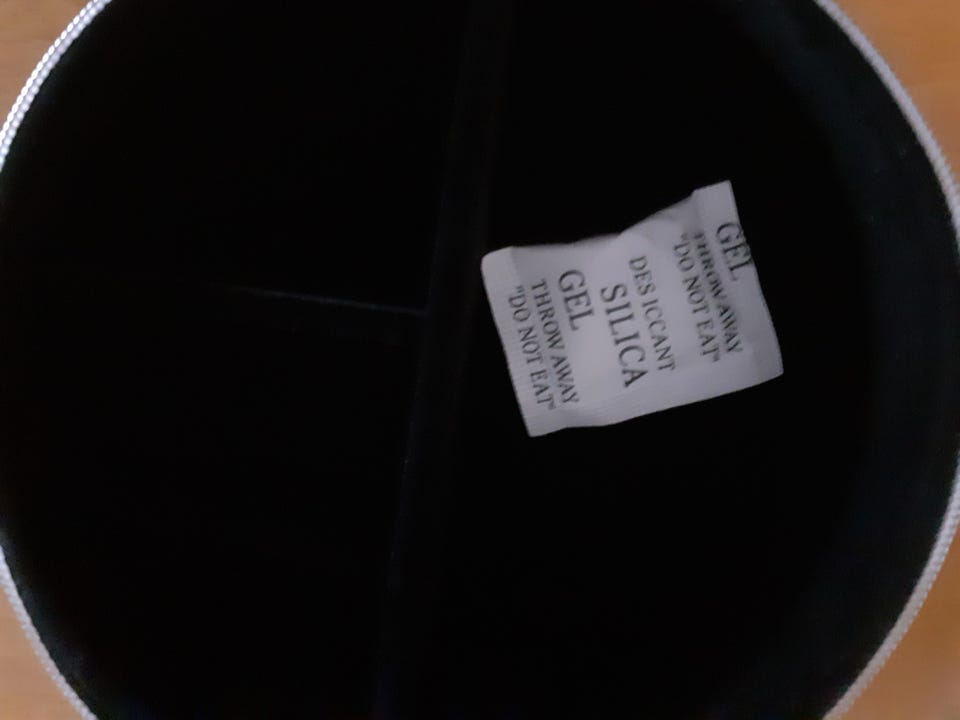 GEL
THROW AWAY
"DO NOT EAT"
DES ICCANT
SILICA
GEL
THROW AWAY
"DO NOT EAT"